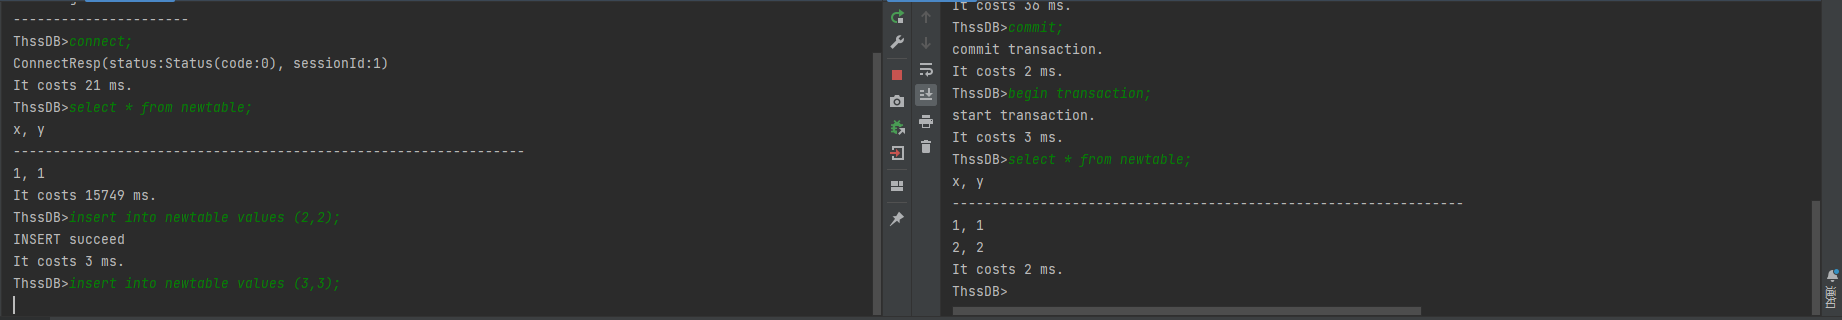 -----------------------
ThssDB>connect;
ConnectResp(status:Status(code:0), sessionId:1)
It costs 21 ms.
ThssDB>select * from newtable;
x, y
----------------------------------------------------------------
1, 1
It costs 15749 ms.
ThssDB>insert into newtable values (2,2);
INSERT succeed
It costs 3 ms.
ThssDB>insert into newtable values (3,3);
It costs 36 ms.
ThssDB>commit;
commit transaction.
It costs 2 ms.
ThssDB>begin transaction;
start transaction.
It costs 3 ms.
ThssDB>select * from newtable;
x, y
----------------------------------------------------------------
1, 1
2, 2
It costs 2 ms.
ThssDB>
通知